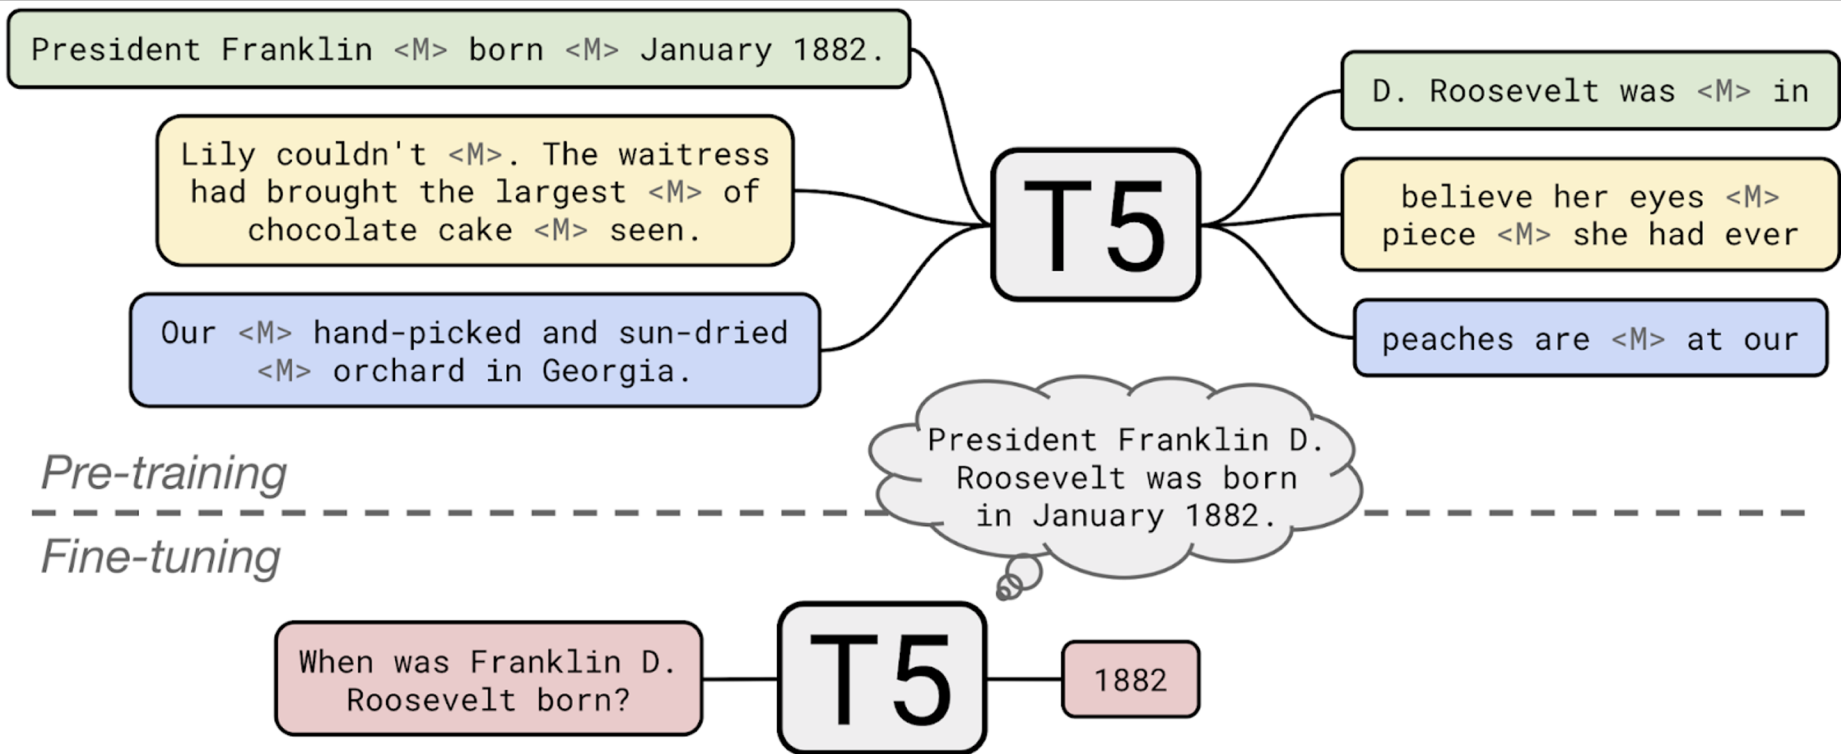 President Franklin <M> born <M> January 1882.
Lily couldn't <M>. The waitress
had brought the largest <M> of
chocolate cake <M> seen.
Our <M> hand-picked and sun-dried
<M> orchard in Georgia.
T5
D. Roosevelt was <M> in
believe her eyes <M>
piece <M> she had ever
peaches are <M> at our
Pre-training
President Franklin D.
Roosevelt was born
in January 1882.
Fine-tuning
When was Franklin D.
Roosevelt born?
T5
1882